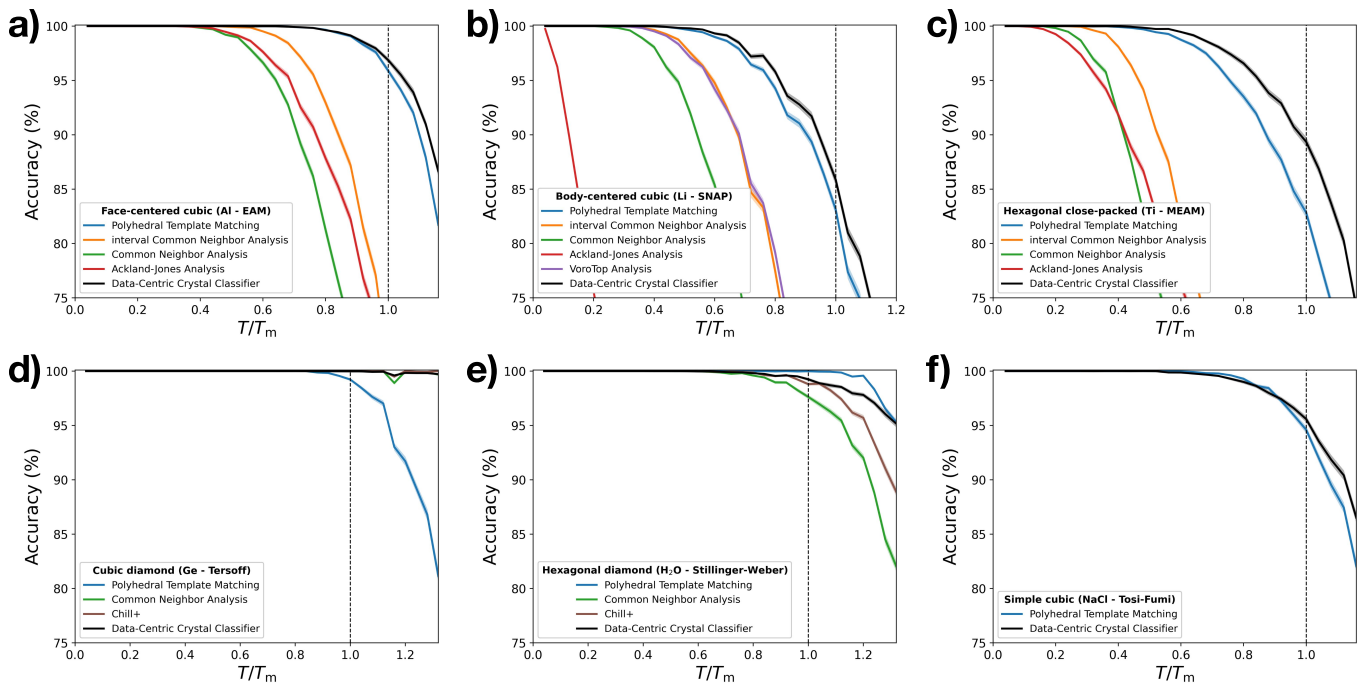 a)
100
95
90
85
80
75
Accuracy (%)
Face-centered cubic (Al - EAM)
Polyhedral Template Matching
interval Common Neighbor Analysis
Common Neighbor Analysis
Ackland-Jones Analysis
Data-Centric Crystal Classifier
0.0 0.2 0.4 0.6 0.8 1.0
T/Tm
b)
100
95
90
85
80
75
Accuracy (%)
Body-centered cubic (Li - SNAP)
Polyhedral Template Matching
interval Common Neighbor Analysis
Common Neighbor Analysis
Ackland-Jones Analysis
VoroTop Analysis
Data-Centric Crystal Classifier
0.0 0.2 0.4 0.6 0.8 1.0 1.2
T/Tm
c)
100
95
90
85
80
75
Accuracy (%)
Hexagonal close-packed (Ti - MEAM)
Polyhedral Template Matching
interval Common Neighbor Analysis
Common Neighbor Analysis
Ackland-Jones Analysis
Data-Centric Crystal Classifier
0.0 0.2 0.4 0.6 0.8 1.0
T/Tm
d)
100
95
90
85
80
75
Accuracy (%)
Cubic diamond (Ge - Tersoff)
Polyhedral Template Matching
Common Neighbor Analysis
Chill+
Data-Centric Crystal Classifier
0.0 0.2 0.4 0.6 0.8 1.0 1.2
T/Tm
e)
100
95
90
85
80
75
Accuracy (%)
Hexagonal diamond (H₂O - Stillinger-Weber)
Polyhedral Template Matching
Common Neighbor Analysis
Chill+
Data-Centric Crystal Classifier
0.0 0.2 0.4 0.6 0.8 1.0 1.2
T/Tm
f)
100
95
90
85
80
75
Accuracy (%)
Simple cubic (NaCl - Tosi-Fumi)
Polyhedral Template Matching
Data-Centric Crystal Classifier
0.0 0.2 0.4 0.6 0.8 1.0
T/Tm